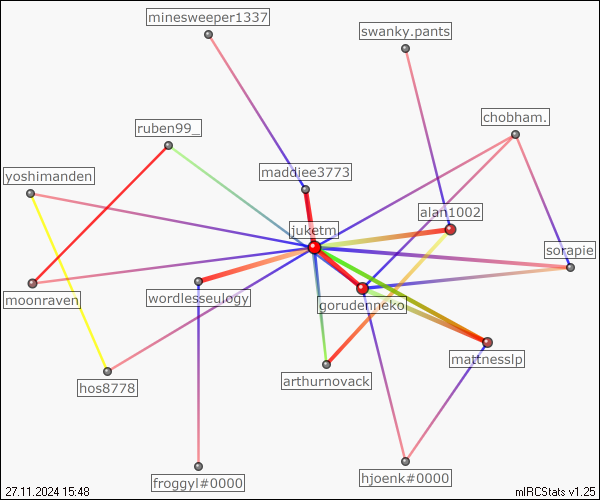 minesweeper1337
swanky.pants
chobham.
ruben99_
maddjee3773
yoshimanden
alan1002
juketm
sorapie
moonraven
wordlesseulogy
gorudenneko
mattnesslp
arthurnovack
hos8778
froggyl#0000
hjoenk#0000
27.11.2024 15:48
mIRCStats v1.25